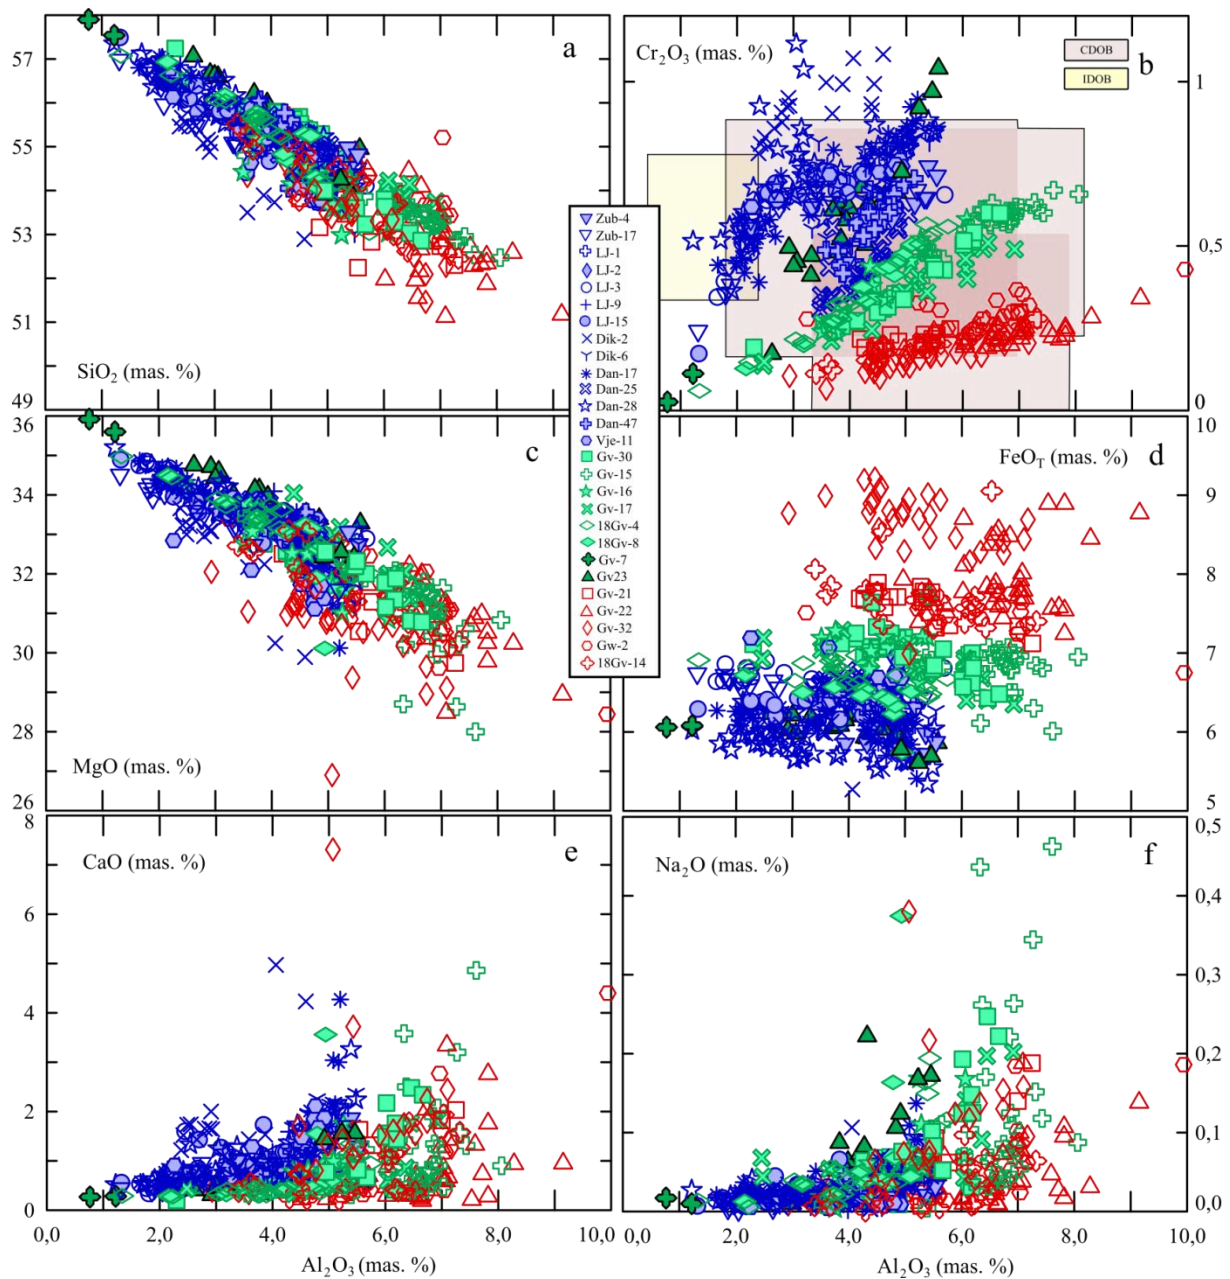 a
57
55
53
51
49
SiO2 (mas. %)
Cr2O3 (mas. %)
CDOB
IDOB
b
1
0,5
0
Zub-4
Zub-17
LJ-1
LJ-2
LJ-3
LJ-9
LJ-15
Dik-2
Dik-6
Dan-17
Dan-25
Dan-28
Dan-47
Vje-11
Gv-30
Gv-15
Gv-16
Gv-17
18Gv-4
18Gv-8
Gv-7
Gv23
Gv-21
Gv-22
Gv-32
Gw-2
18Gv-14
c
36
34
32
30
28
26
MgO (mas. %)
d
FeOT (mas. %)
10
9
8
7
6
5
e
CaO (mas. %)
8
6
4
2
0
f
Na2O (mas. %)
0,5
0,4
0,3
0,2
0,1
0,0
0,0 2,0 4,0 6,0 8,0 10,0
Al2O3 (mas. %)
2,0 4,0 6,0 8,0 10,0
Al2O3 (mas. %)